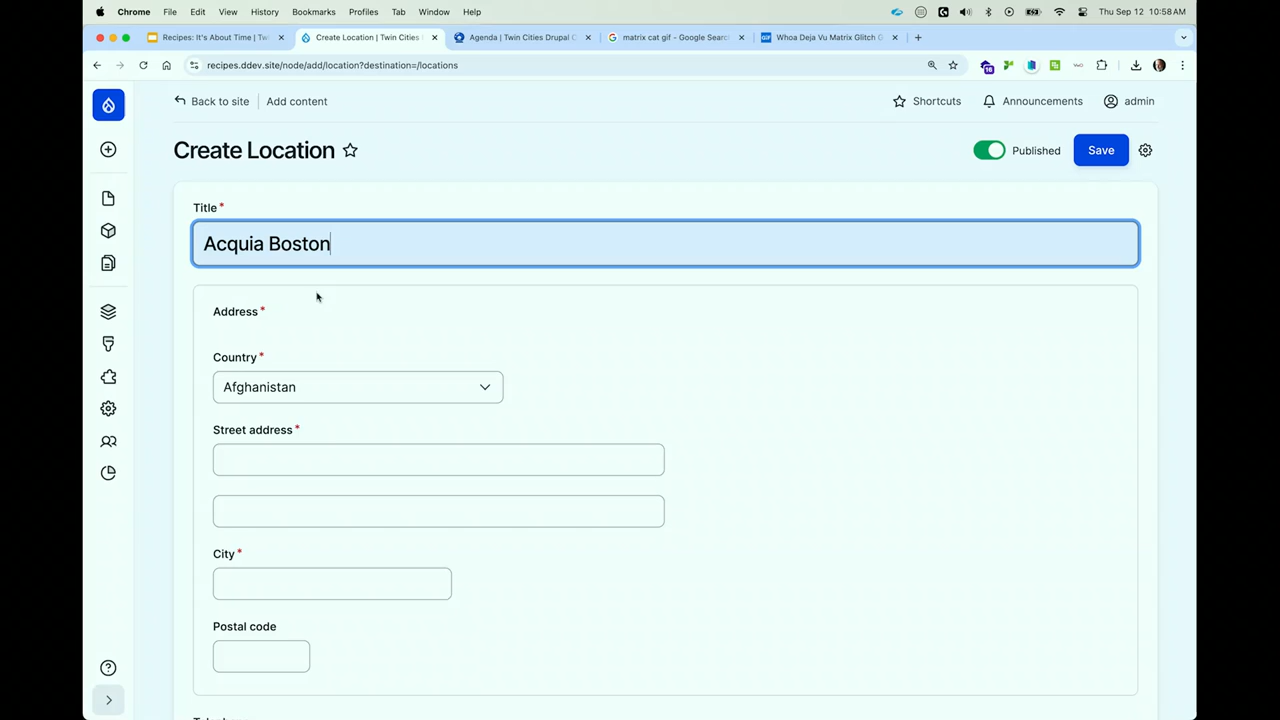 Chrome File Edit View History Bookmarks Profiles Tab Window Help Thu Sep 12 10:58 AM
Recipes: It's About Time | Tw Create Location | Twin Cities Agenda | Twin Cities Drupal C matrix cat gif - Google Searc Whoa Deja Vu Matrix Glitch G
recipes.ddev.site/node/add/location?destination=/locations
16
Back to site Add content Shortcuts Announcements admin
Create Location Published Save
Title *
Acquia Boston
Address *
Country *
Afghanistan
Street address *
City *
Postal code